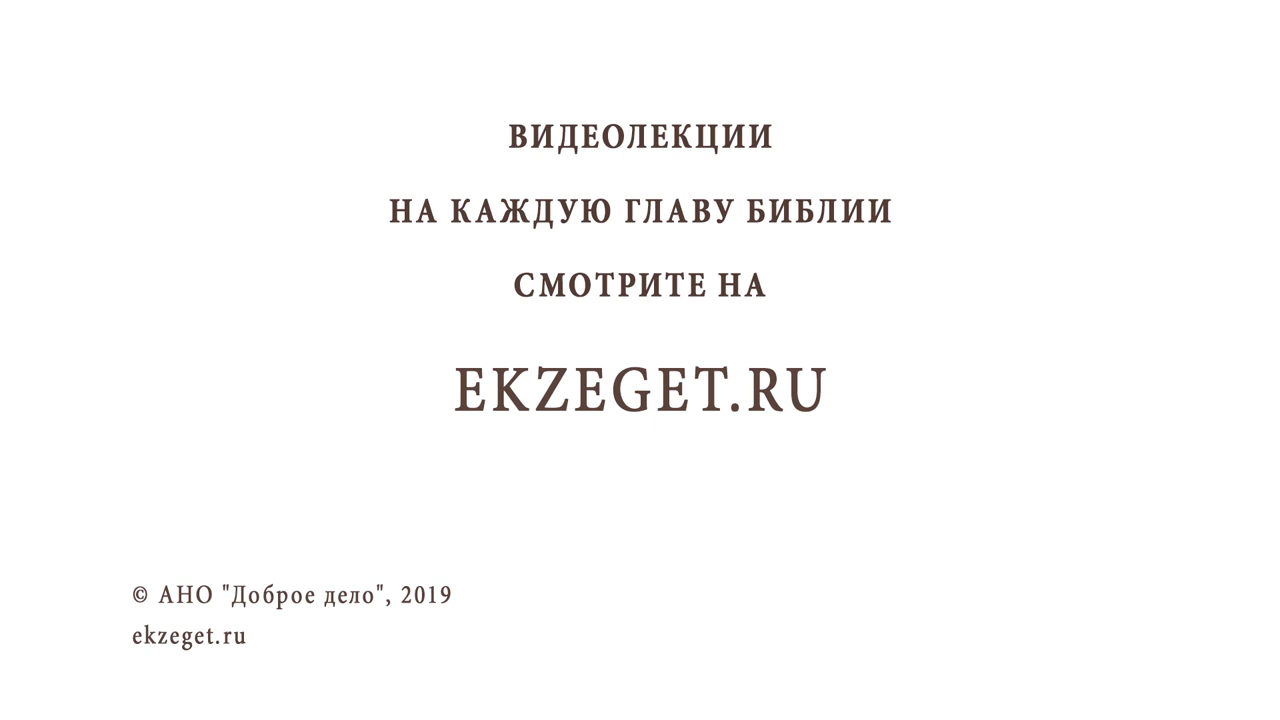 ВИДЕОЛЕКЦИИ
НА КАЖДУЮ ГЛАВУ БИБЛИИ
СМОТРИТЕ НА
EKZEGET.RU
© АНО "Доброе дело", 2019
ekzeget.ru